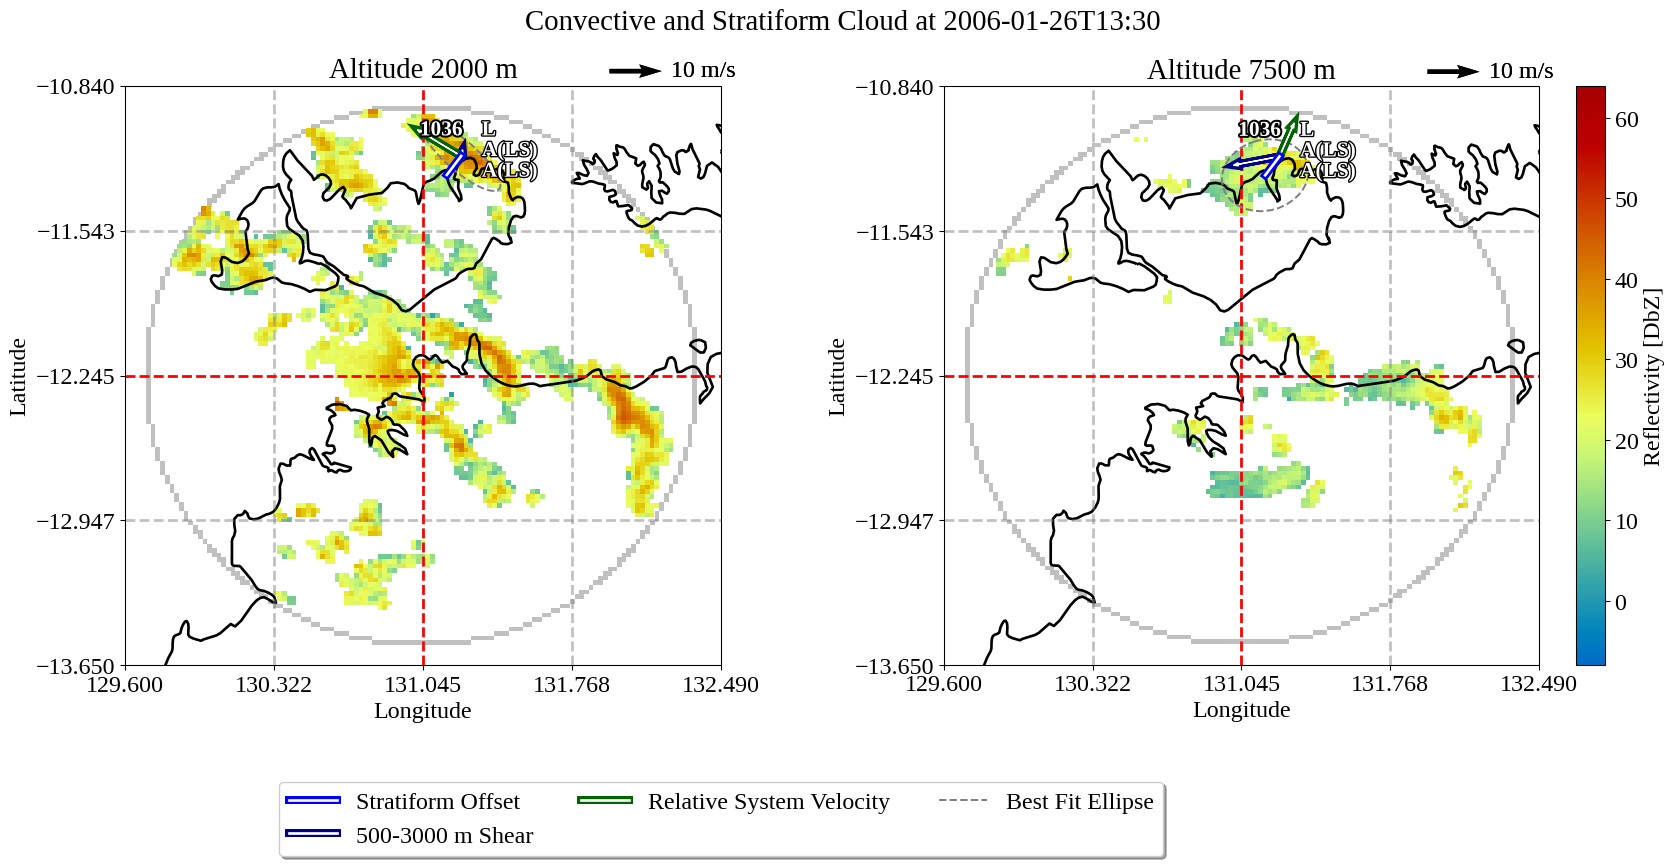 Convective and Stratiform Cloud at 2006-01-26T13:30
Altitude 2000 m
10 m/s
Altitude 7500 m
10 m/s
−10.840
−11.543
−12.245
−12.947
−13.650
Latitude
1036
L
A(LS)
A(LS)
129.600
130.322
131.045
131.768
132.490
Longitude
−10.840
−11.543
−12.245
−12.947
−13.650
Latitude
1036
L
A(LS)
A(LS)
129.600
130.322
131.045
131.768
132.490
Longitude
60
50
40
30
20
10
0
Reflectivity [DbZ]
Stratiform Offset
Relative System Velocity
Best Fit Ellipse
500-3000 m Shear